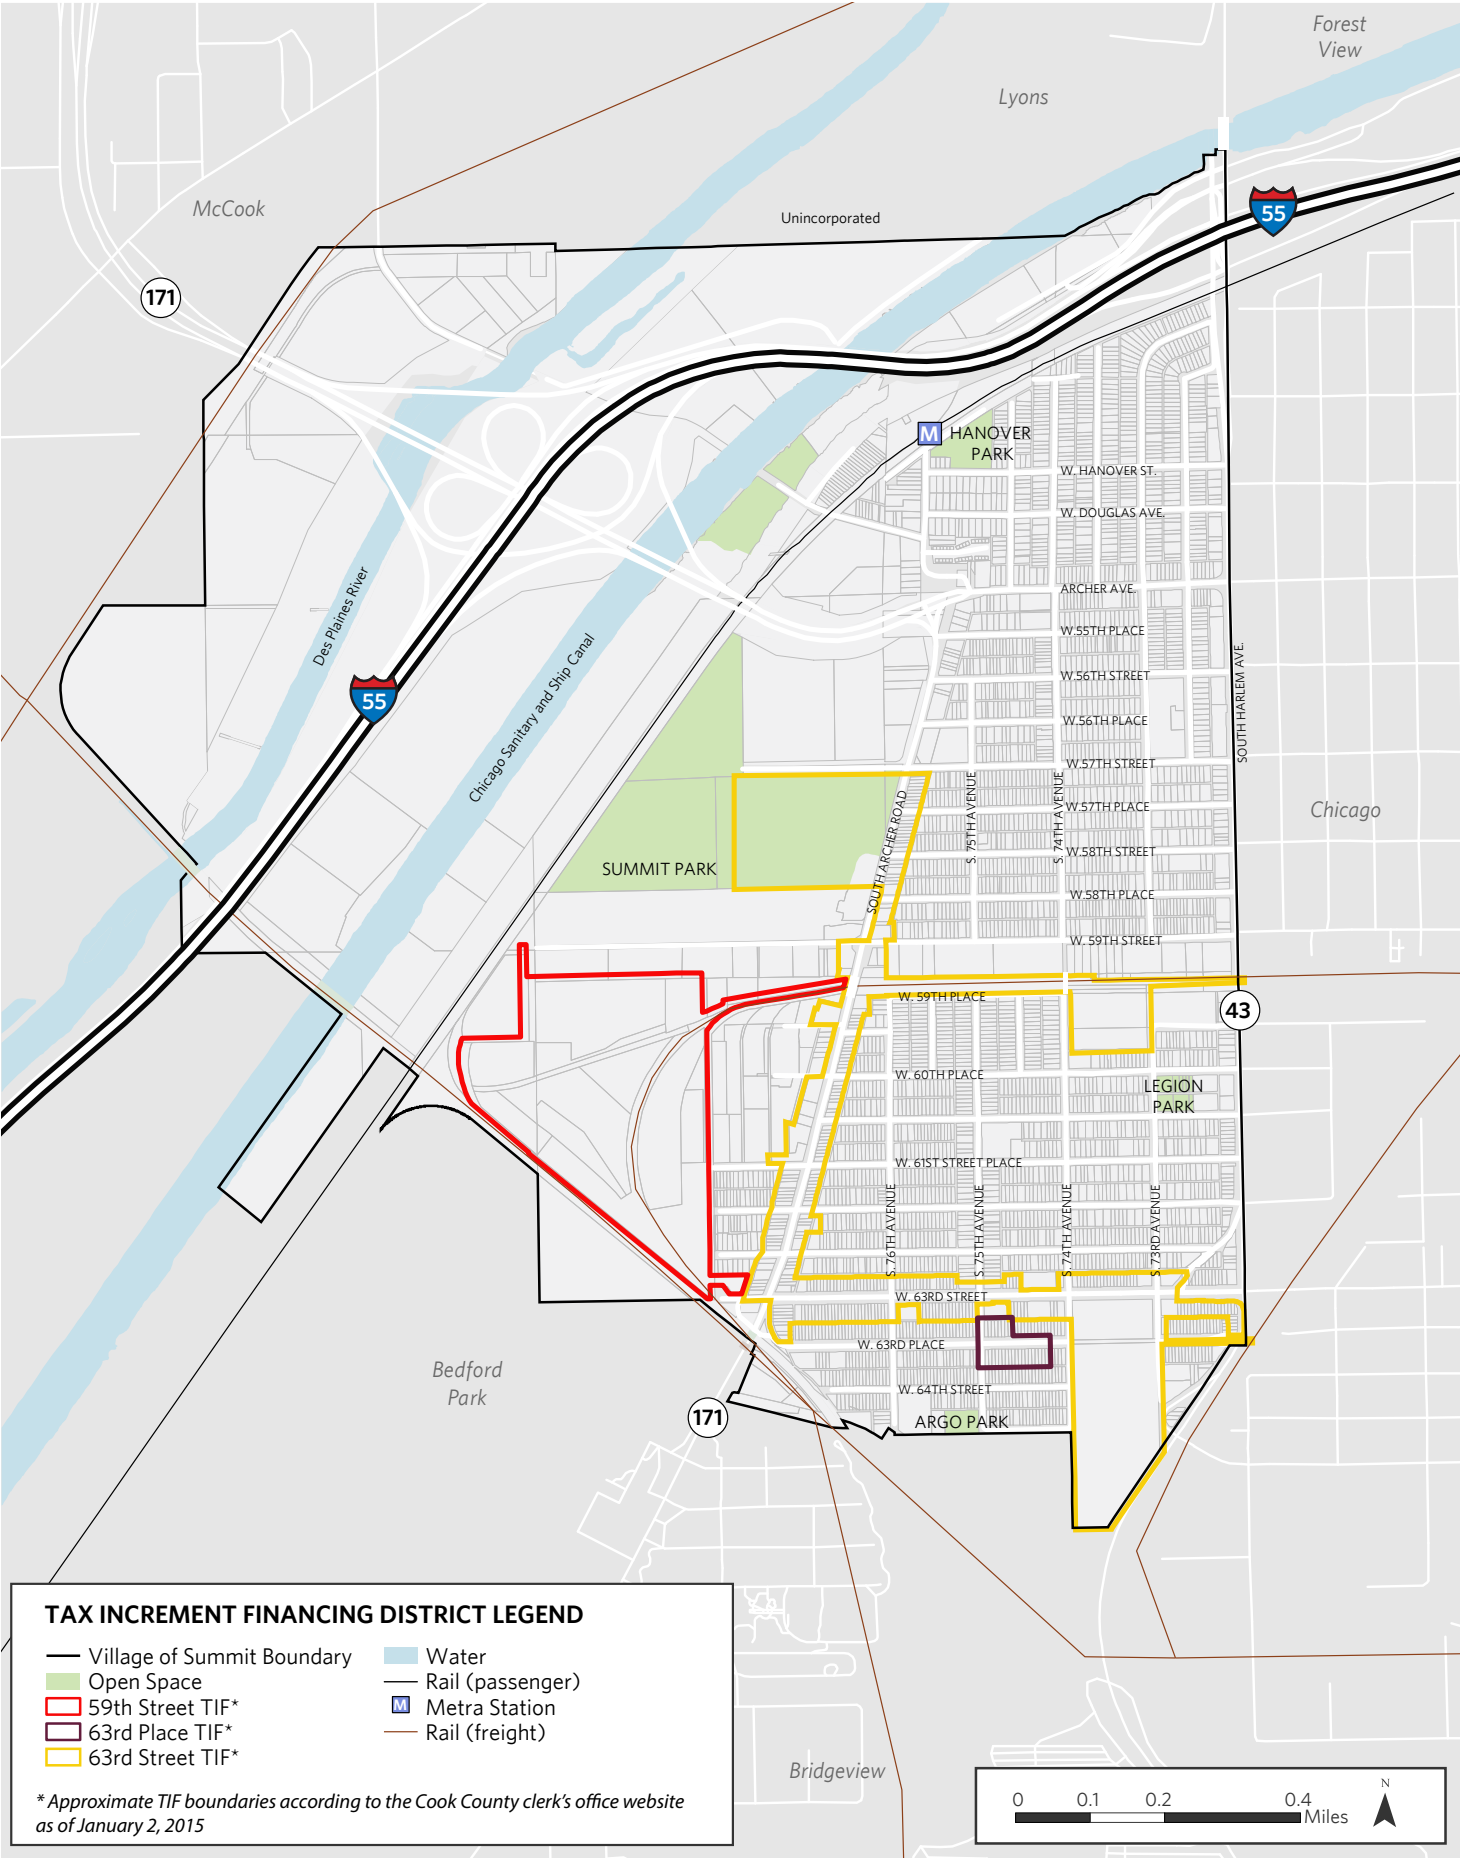 Forest
View
Lyons
McCook
Unincorporated
55
171
M
HANOVER
PARK
W. HANOVER ST.
W. DOUGLAS AVE.
ARCHER AVE.
W.55TH PLACE
W.56TH STREET
W.56TH PLACE
W.57TH STREET
W.57TH PLACE
W.58TH STREET
W.58TH PLACE
W. 59TH STREET
SOUTH HARLEM AVE.
Des Plaines River
Chicago Sanitary and Ship Canal
55
Chicago
SUMMIT PARK
SOUTH ARCHER ROAD
S. 75TH AVENUE
S. 74TH AVENUE
W. 59TH PLACE
43
W. 60TH PLACE
LEGION
PARK
W. 61ST STREET PLACE
S. 76TH AVENUE
S. 75TH AVENUE
S. 74TH AVENUE
S. 73RD AVENUE
W. 63RD STREET
W. 63RD PLACE
W. 64TH STREET
ARGO PARK
Bedford
Park
171
Bridgeview
TAX INCREMENT FINANCING DISTRICT LEGEND
Village of Summit Boundary
Open Space
59th Street TIF*
63rd Place TIF*
63rd Street TIF*
Water
Rail (passenger)
M Metra Station
Rail (freight)
* Approximate TIF boundaries according to the Cook County clerk's office website
as of January 2, 2015
0 0.1 0.2 0.4
Miles
N